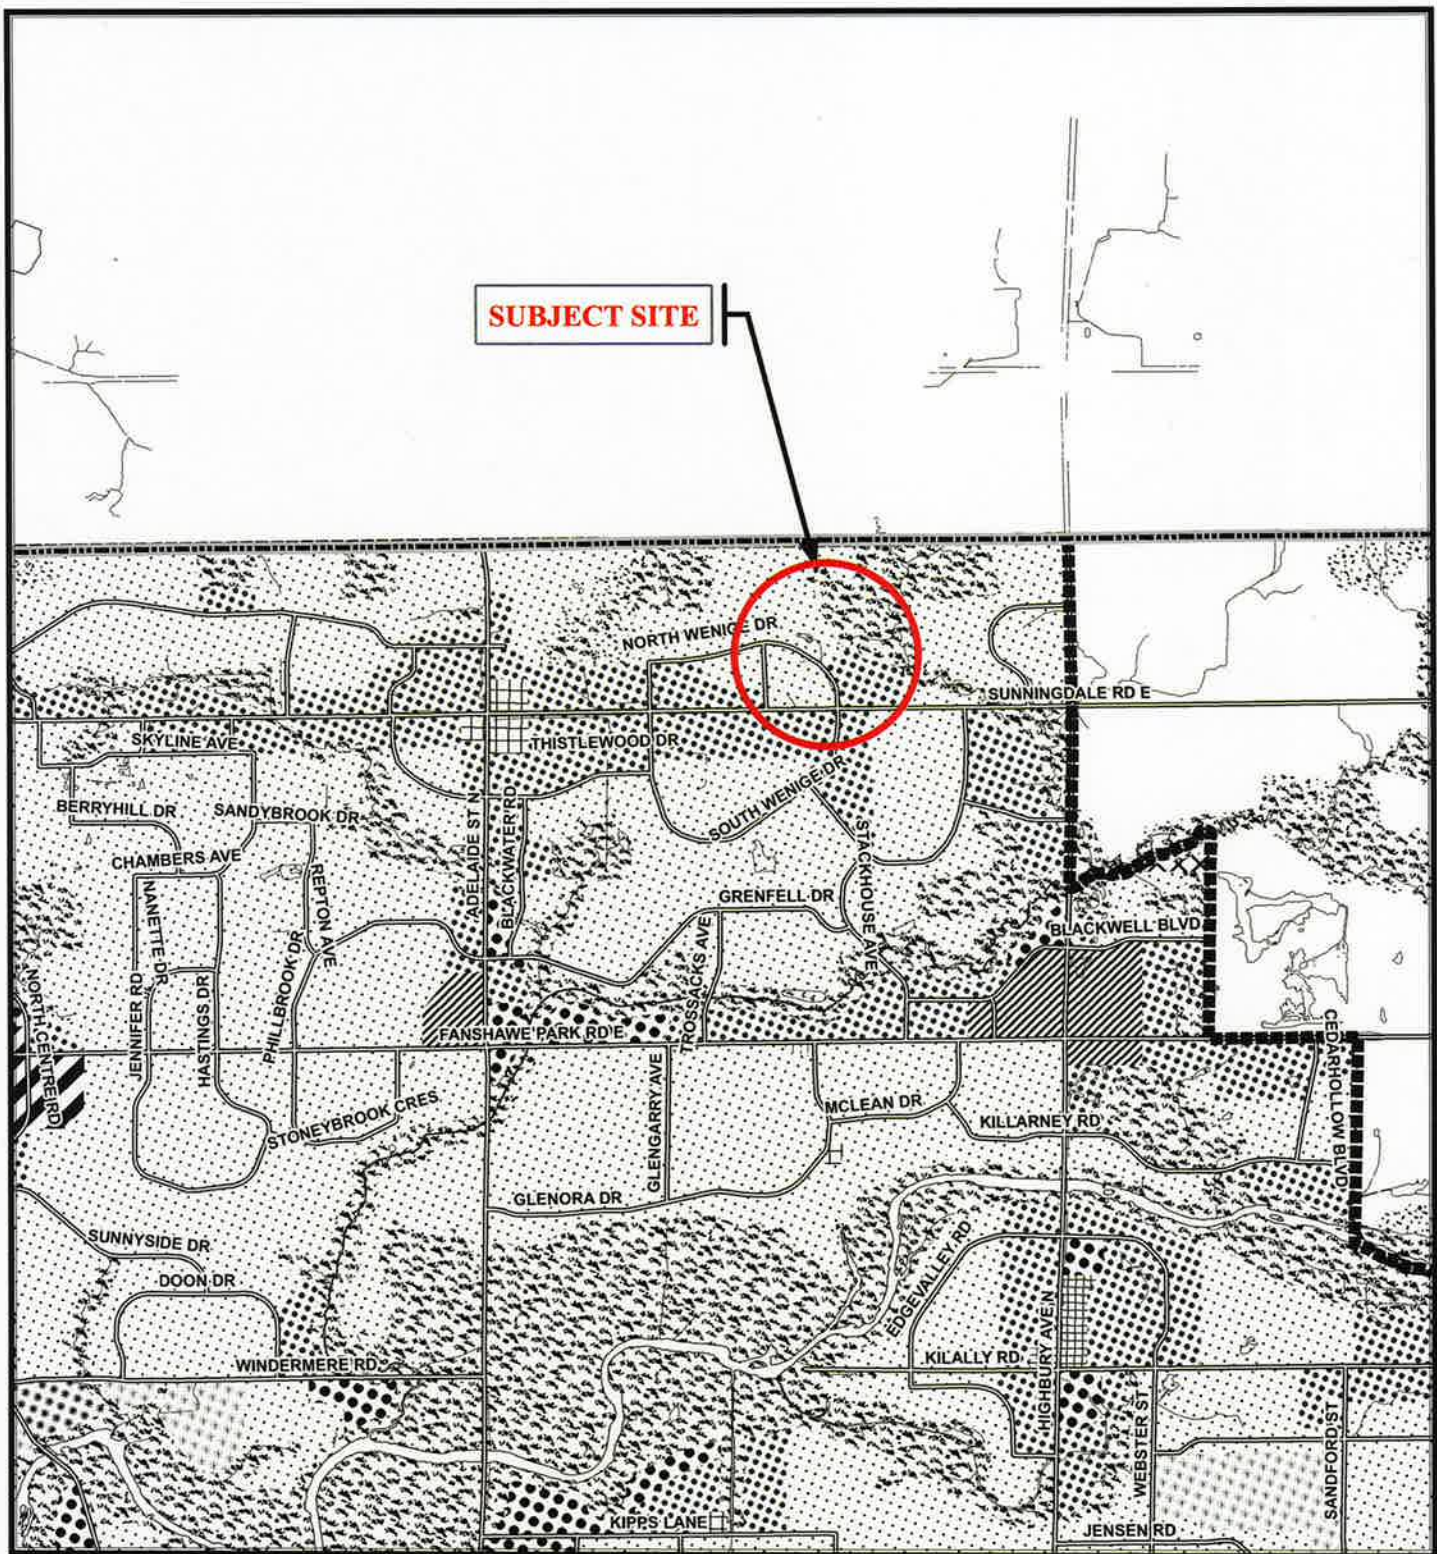 SUBJECT SITE
NORTH WENIGE DR
SUNNINGDALE RD E
SKYLINE AVE
THISTLEWOOD DR
BERRYHILL DR
SANDYBROOK DR
ADELAIDE ST N
BLACKWATER RD
SOUTH WENIGE DR
CHAMBERS AVE
NANETTE DR
REPTON AVE
STACKHOUSE AVE
GRENFELL DR
BLACKWELL BLVD
NORTH CENTRE RD
JENNIFER RD
HASTINGS DR
PHILLBROOK DR
TROSSACKS AVE
FANSHAWE PARK RD E
CEDARHOLLOW BLVD
STONEYBROOK CRES
GLENGARRY AVE
MCLEAN DR
KILLARNEY RD
GLENORA DR
SUNNYSIDE DR
DOON DR
EDGEVALLEY RD
HIGHBURY AVE N
WINDERMERE RD
KILALLY RD
WEBSTER ST
SANDFORD ST
KIPPS LANE
JENSEN RD